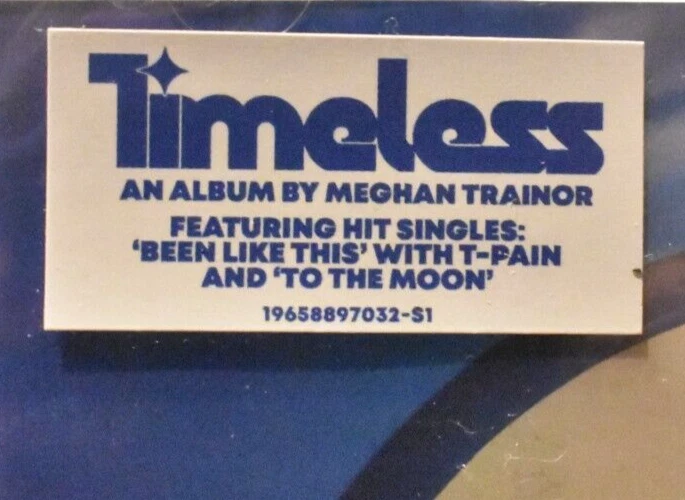 Timeless
AN ALBUM BY MEGHAN TRAINOR
FEATURING HIT SINGLES:
‘BEEN LIKE THIS’ WITH T-PAIN
AND ‘TO THE MOON’
19658897032-S1